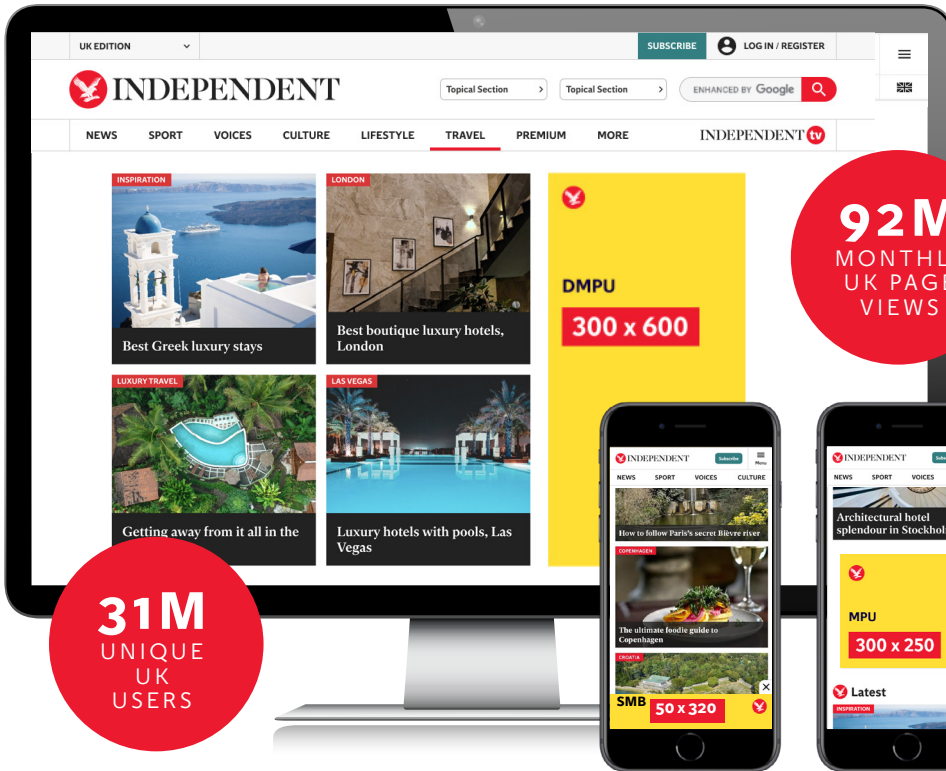 UK EDITION
SUBSCRIBE
LOG IN / REGISTER
INDEPENDENT
Topical Section
Topical Section
ENHANCED BY Google
NEWS SPORT VOICES CULTURE LIFESTYLE TRAVEL PREMIUM MORE
INDEPENDENT tv
INSPIRATION
Best Greek luxury stays
LONDON
Best boutique luxury hotels,
London
DMPU
300 x 600
92M
MONTHL
UK PAGE
VIEWS
LUXURY TRAVEL
Getting away from it all in the
LAS VEGAS
Luxury hotels with pools, Las
Vegas
31M
UNIQUE
UK
USERS
INDEPENDENT
Subscribe
Menu
NEWS SPORT VOICES CULTURE
How to follow Paris's secret Bièvre river
COPENHAGEN
The ultimate foodie guide to
Copenhagen
CROATIA
SMB 50 x 320
INDEPENDENT
NEWS SPORT VOICES
Architectural hotel
splendour in Stockhol
MPU
300 x 250
Latest
INSPIRATION